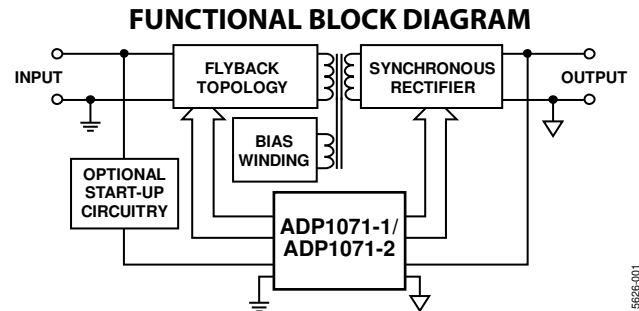 FUNCTIONAL BLOCK DIAGRAM
INPUT
FLYBACK
TOPOLOGY
SYNCHRONOUS
RECTIFIER
OUTPUT
BIAS
WINDING
OPTIONAL
START-UP
CIRCUITRY
ADP1071-1/
ADP1071-2
5626-001